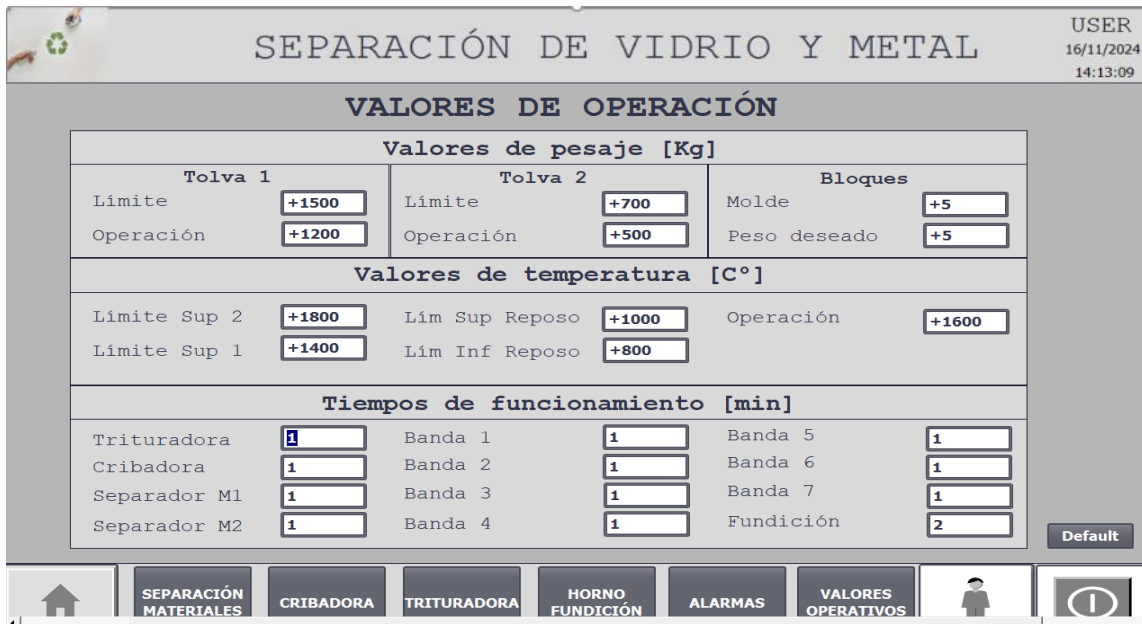 SEPARACIÓN DE VIDRIO Y METAL
USER
16/11/2024
14:13:09
VALORES DE OPERACIÓN
Valores de pesaje [Kg]
Tolva 1
Límite +1500
Operación +1200
Tolva 2
Límite +700
Operación +500
Bloques
Molde +5
Peso deseado +5
Valores de temperatura [Cº]
Límite Sup 2 +1800
Límite Sup 1 +1400
Lím Sup Reposo +1000
Lím Inf Reposo +800
Operación +1600
Tiempos de funcionamiento [min]
Trituradora 1
Cribadora 1
Separador M1 1
Separador M2 1
Banda 1 1
Banda 2 1
Banda 3 1
Banda 4 1
Banda 5 1
Banda 6 1
Banda 7 1
Fundición 2
Default
SEPARACIÓN
MATERIALES
CRIBADORA
TRITURADORA
HORNO
FUNDICIÓN
ALARMAS
VALORES
OPERATIVOS